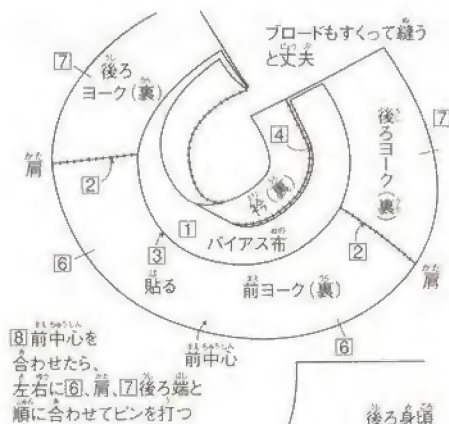 ブロードもすくって縫う
と丈夫
7
後ろ
ヨーク(裏)
7
後ろヨーク(裏)
4
肩
2
衿(裏)
1
バイアス布
2
3
貼る
6
前ヨーク(裏)
肩
前中心
6
8前中心を
合わせたら、
左右に6、肩、7後ろ端と
順に合わせてピンを打つ
後ろ身頃